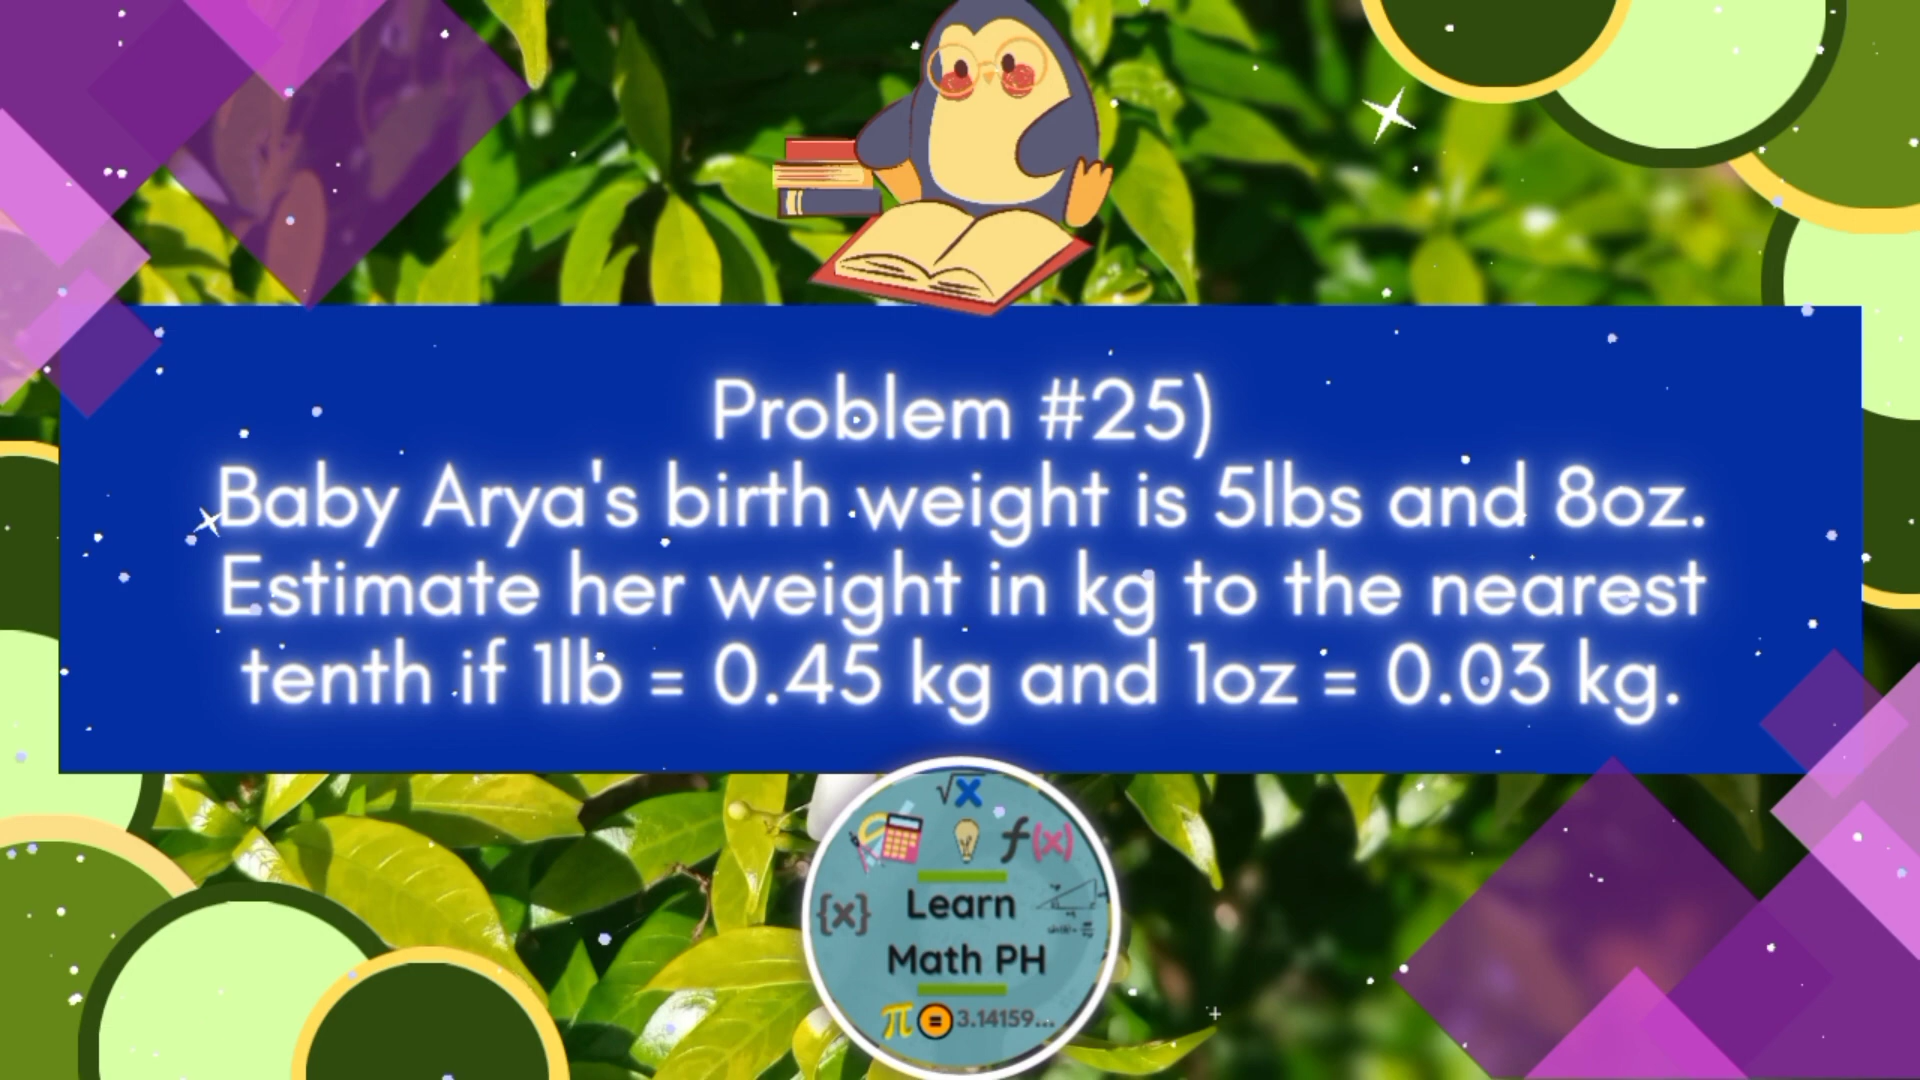 Problem #25)
Baby Arya's birth weight is 5lbs and 8oz.
Estimate her weight in kg to the nearest
tenth if 1lb = 0.45 kg and 1oz = 0.03 kg.
√x
f(x)
{x}
Learn
Math PH
π = 3.14159...